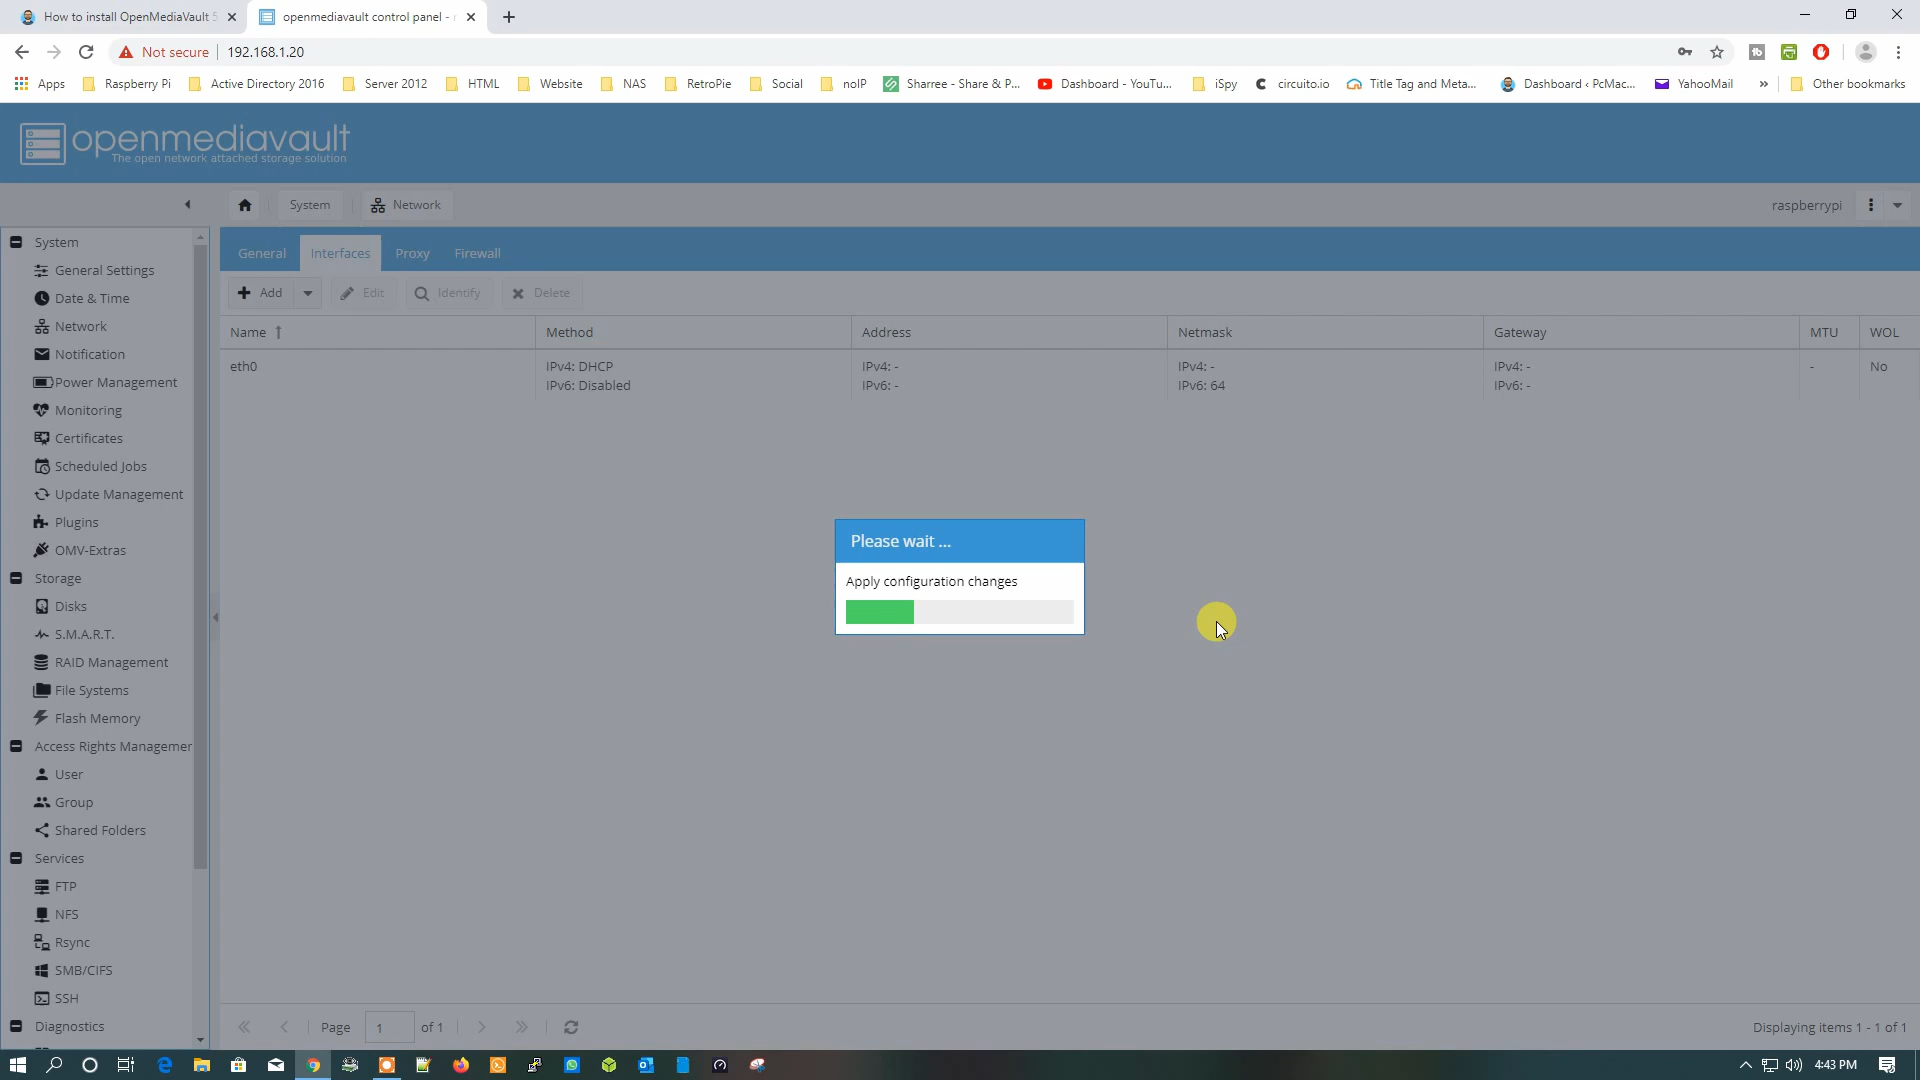 How to install OpenMediaVault 5
openmediavault control panel -
Not secure
192.168.1.20
Apps
Raspberry Pi
Active Directory 2016
Server 2012
HTML
Website
NAS
RetroPie
Social
noIP
Sharree - Share & P...
Dashboard - YouTu...
iSpy
circuito.io
Title Tag and Meta...
Dashboard ‹ PcMac...
YahooMail
»
Other bookmarks
openmediavault
The open network attached storage solution
System
Network
raspberrypi
System
General Settings
Date & Time
Network
Notification
Power Management
Monitoring
Certificates
Scheduled Jobs
Update Management
Plugins
OMV-Extras
Storage
Disks
S.M.A.R.T.
RAID Management
File Systems
Flash Memory
Access Rights Managemer
User
Group
Shared Folders
Services
FTP
NFS
Rsync
SMB/CIFS
SSH
Diagnostics
General
Interfaces
Proxy
Firewall
Add
Edit
Identify
Delete
Name
Method
Address
Netmask
Gateway
MTU
WOL
eth0
IPv4: DHCP
IPv6: Disabled
IPv4: -
IPv6: -
IPv4: -
IPv6: 64
IPv4: -
IPv6: -
-
No
Please wait ...
Apply configuration changes
Page
1
of 1
Displaying items 1 - 1 of 1
4:43 PM